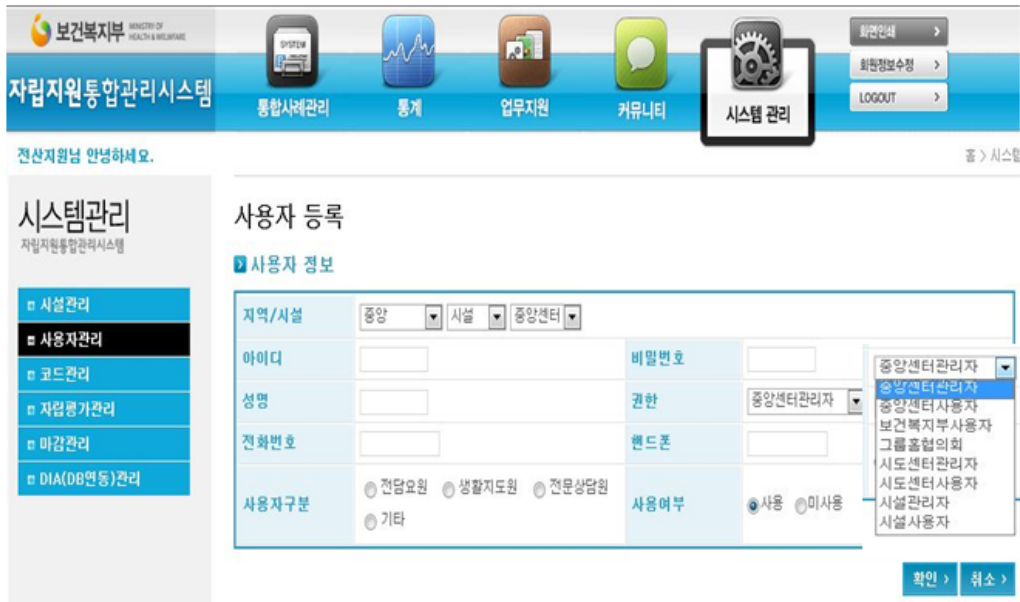 보건복지부 MINISTRY OF HEALTH & WELFARE
자립지원통합관리시스템
SYSTEM
통합사례관리
통계
업무지원
커뮤니티
시스템 관리
화면인쇄
회원정보수정
LOGOUT
전산지원님 안녕하세요.
홈 > 시스템
시스템관리
자립지원통합관리시스템
시설관리
사용자관리
코드관리
자립평가관리
마감관리
DIA(DB연동)관리
사용자 등록
사용자 정보
지역/시설 중앙 시설 중앙센터
아이디 비밀번호
성명 권한 중앙센터관리자
전화번호 핸드폰
사용자구분 전담요원 생활지도원 전문상담원
기타
사용여부 사용 미사용
중앙센터관리자
중앙센터관리자
중앙센터사용자
보건복지부사용자
그룹홈협의회
시도센터관리자
시도센터사용자
시설관리자
시설사용자
확인 > 취소 >